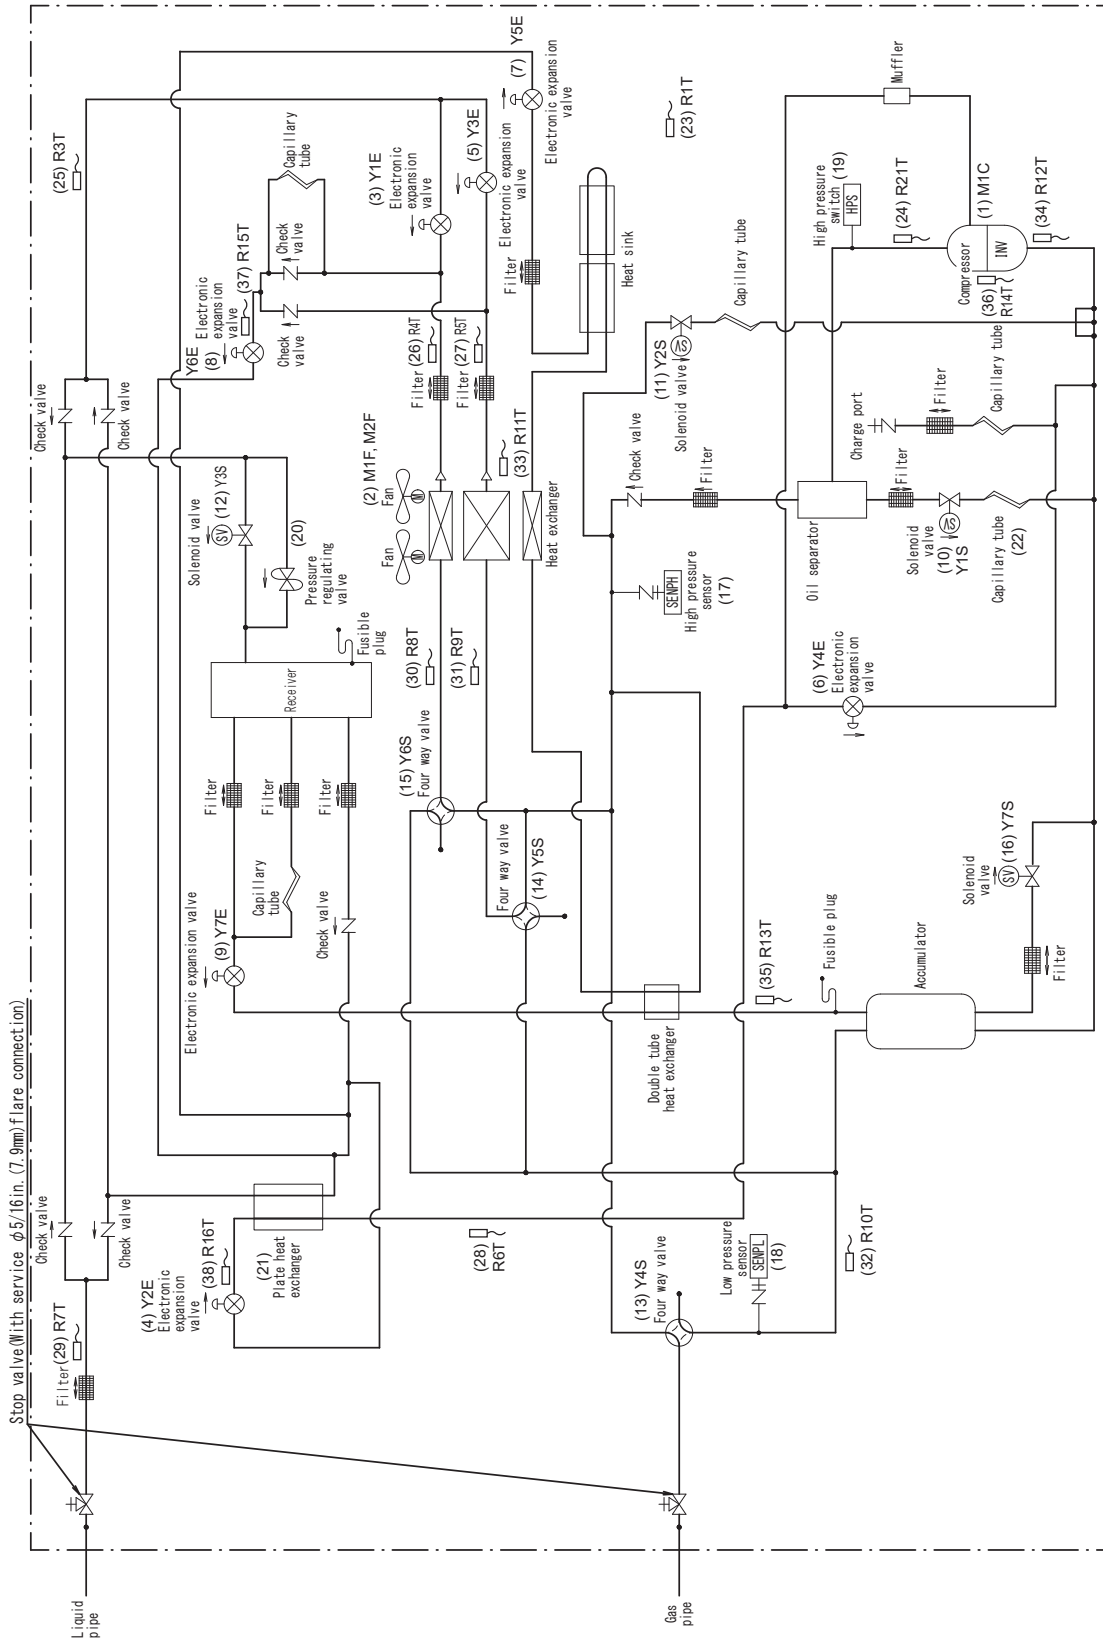 Stop valve(With service φ5/16in.(7.9mm)flare connection)
Liquid
pipe
Gas
pipe
Filter
(29) R7T
Check valve
Check valve
(4) Y2E
Electronic
expansion
valve
(38) R16T
(21)
Plate heat
exchanger
(28)
R6T
(13) Y4S
Four way valve
Low pressure
sensor
SENPL
(18)
(32) R10T
Electronic expansion valve
(9) Y7E
Capillary
tube
Check valve
Filter
Filter
Filter
Receiver
Fusible
plug
Solenoid valve
SV
(12) Y3S
(20)
Pressure
regulating
valve
Check valve
Check valve
(25) R3T
Y6E
(8)
Electronic
expansion
valve
(37) R15T
Check
valve
Check
valve
Capillary
tube
(3) Y1E
Electronic
expansion
valve
(5) Y3E
Electronic expansion
valve
(7)
Y5E
Electronic expansion
valve
Filter
Heat sink
(23) R1T
Filter
(26) R4T
Filter
(27) R5T
(2) M1F, M2F
Fan
M
Fan
M
(33) R11T
Heat exchanger
(30) R8T
(31) R9T
(15) Y6S
Four way valve
Four way valve
(14) Y5S
Double tube
heat exchanger
(35) R13T
Fusible plug
Accumulator
Solenoid
valve
SV
(16) Y7S
Filter
(6) Y4E
Electronic
expansion
valve
SENPH
High pressure
sensor
(17)
Check valve
Filter
Oil separator
Filter
Solenoid
valve
SV
(10)
Y1S
Capillary tube
(22)
Charge port
Filter
Capillary tube
SV
Solenoid valve
(11) Y2S
Capillary tube
High pressure
switch (19)
HPS
(24) R21T
Muffler
(1) M1C
Compressor
INV
(36)
R14T
(34) R12T